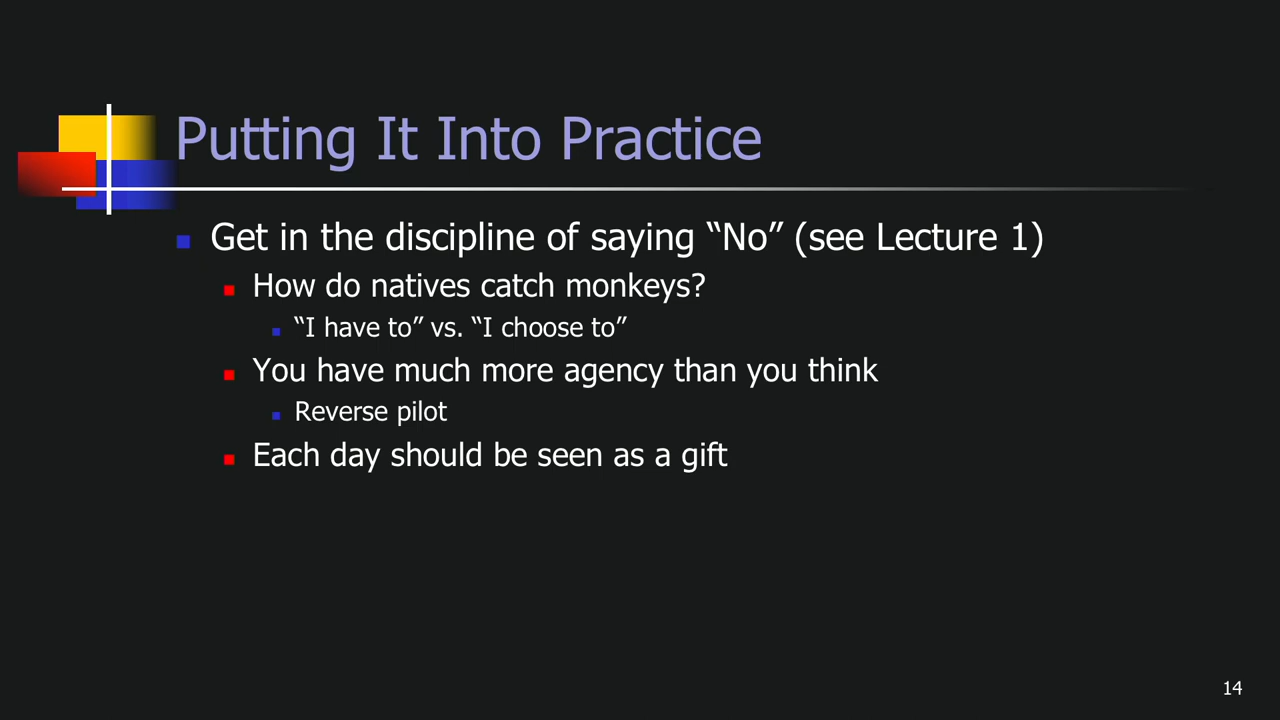 Putting It Into Practice
Get in the discipline of saying “No” (see Lecture 1)
How do natives catch monkeys?
“I have to” vs. “I choose to”
You have much more agency than you think
Reverse pilot
Each day should be seen as a gift
14